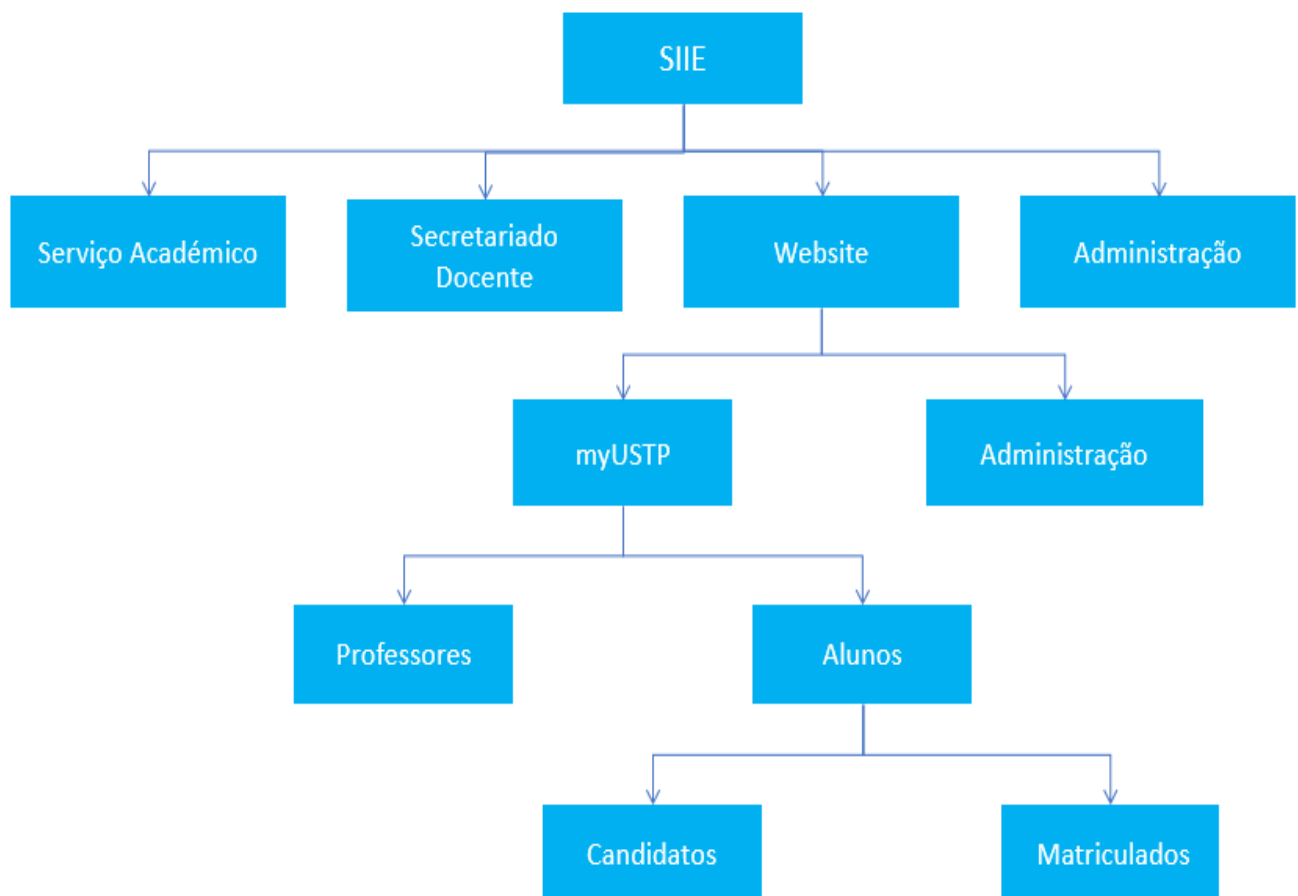 SIIE
Serviço Académico
Secretariado
Docente
Website
Administração
myUSTP
Administração
Professores
Alunos
Candidatos
Matriculados